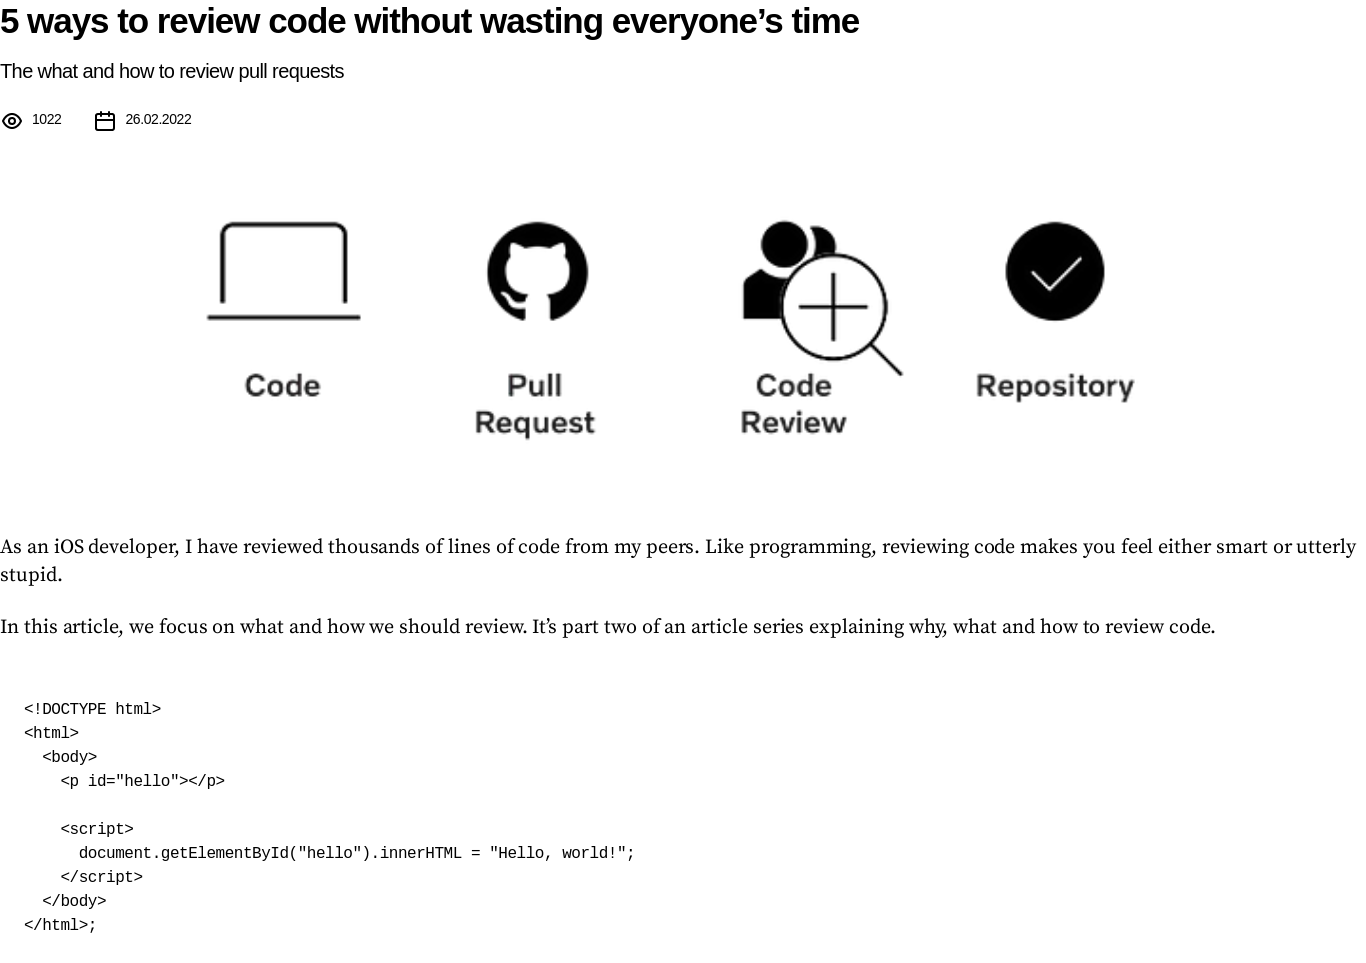 5 ways to review code without wasting everyone’s time
The what and how to review pull requests
1022 26.02.2022
Code Pull Request Code Review Repository
As an iOS developer, I have reviewed thousands of lines of code from my peers. Like programming, reviewing code makes you feel either smart or utterly
stupid.
In this article, we focus on what and how we should review. It’s part two of an article series explaining why, what and how to review code.
<!DOCTYPE html>
<html>
  <body>
    <p id="hello"></p>

    <script>
      document.getElementById("hello").innerHTML = "Hello, world!";
    </script>
  </body>
</html>;